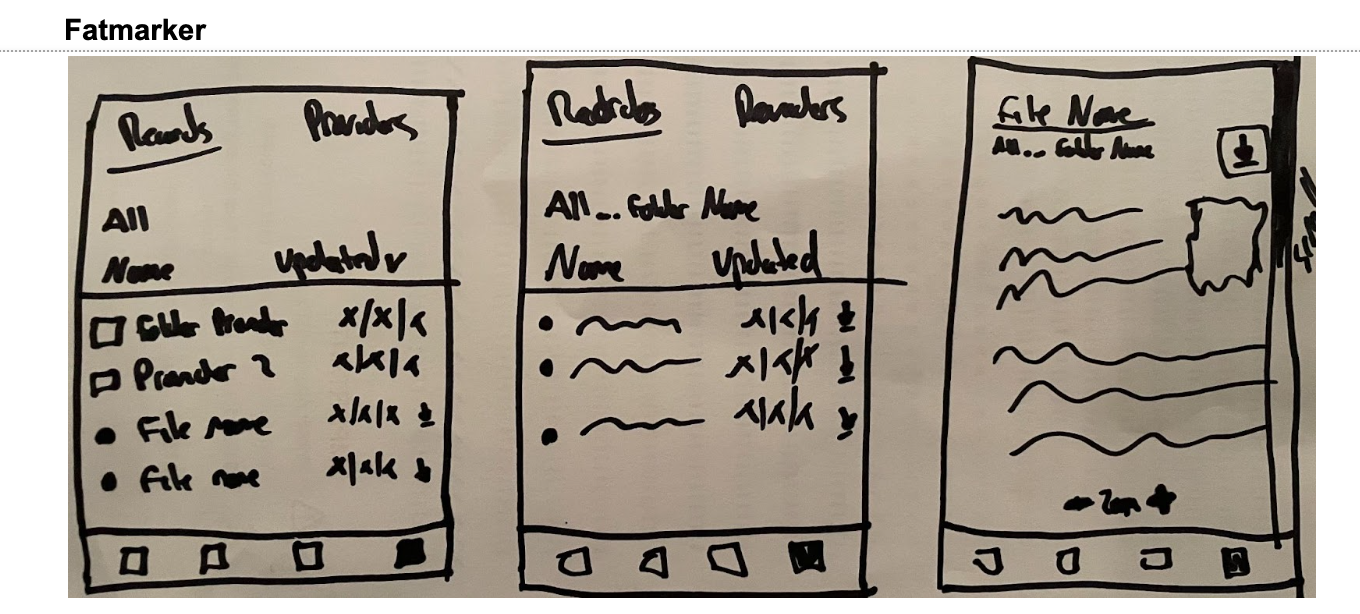 Fatmarker
Records Providers
All
Name Updated v
Folder Provider x/x/x
Provider 2 x/x/x
File name x/x/x
File name x/x/x
Providers
All... Folder Name
Name Updated
x/x/x
x/x/x
x/x/x
File Name
All... Folder Name
- Zoom +